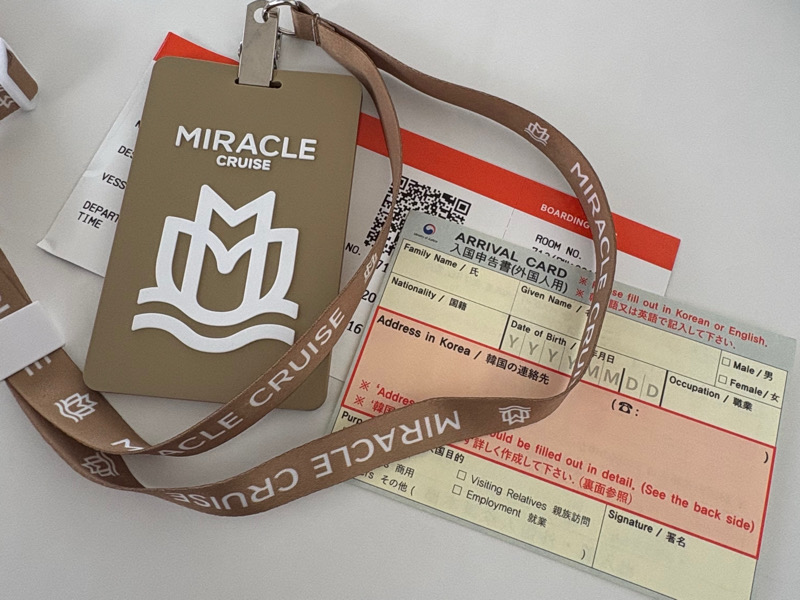 MIRACLE
CRUISE
VESS
DEPART
TIME
NO.
BOARDING
ROOM NO.
20
16
ARRIVAL CARD
入国申告書(外国人用)
fill out in Korean or English.
語又は英語で記入して下さい.
Family Name / 氏
Given Name /
Nationality / 国籍
Date of Birth /
年月日
Y Y Y Y M M D D
□ Male / 男
□ Female / 女
Occupation / 職業
Address in Korea / 韓国の連絡先
(☎: )
※ 'Address
should be filled out in detail. (See the back side)
※ '韓国
詳しく作成して下さい. (裏面参照)
国目的
商用
その他 (
)
□ Visiting Relatives 親族訪問
□ Employment 就業
Signature / 署名
MIRACLE CRUISE
MIRACLE CRUISE
MIRACLE CRUISE